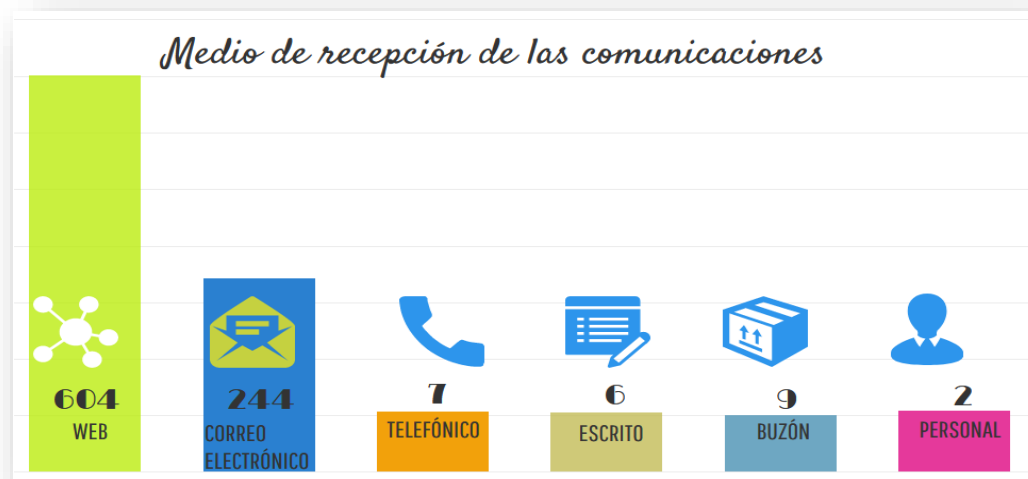 Medio de recepción de las comunicaciones
604
WEB
244
CORREO
ELECTRÓNICO
7
TELEFÓNICO
6
ESCRITO
9
BUZÓN
2
PERSONAL